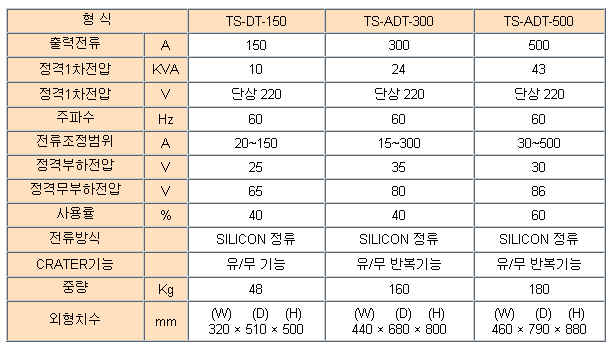 형 식 TS-DT-150 TS-ADT-300 TS-ADT-500
출력전류 A 150 300 500
정격1차전압 KVA 10 24 43
정격1차전압 V 단상 220 단상 220 단상 220
주파수 Hz 60 60 60
전류조정범위 A 20~150 15~300 30~500
정격부하전압 V 25 35 30
정격무부하전압 V 65 80 86
사용률 % 40 40 60
전류방식 SILICON 정류 SILICON 정류 SILICON 정류
CRATER기능 유/무 기능 유/무 반복기능 유/무 반복기능
중량 Kg 48 160 180
외형치수 mm (W) (D) (H) (W) (D) (H) (W) (D) (H)
320 × 510 × 500 440 × 680 × 800 460 × 790 × 880